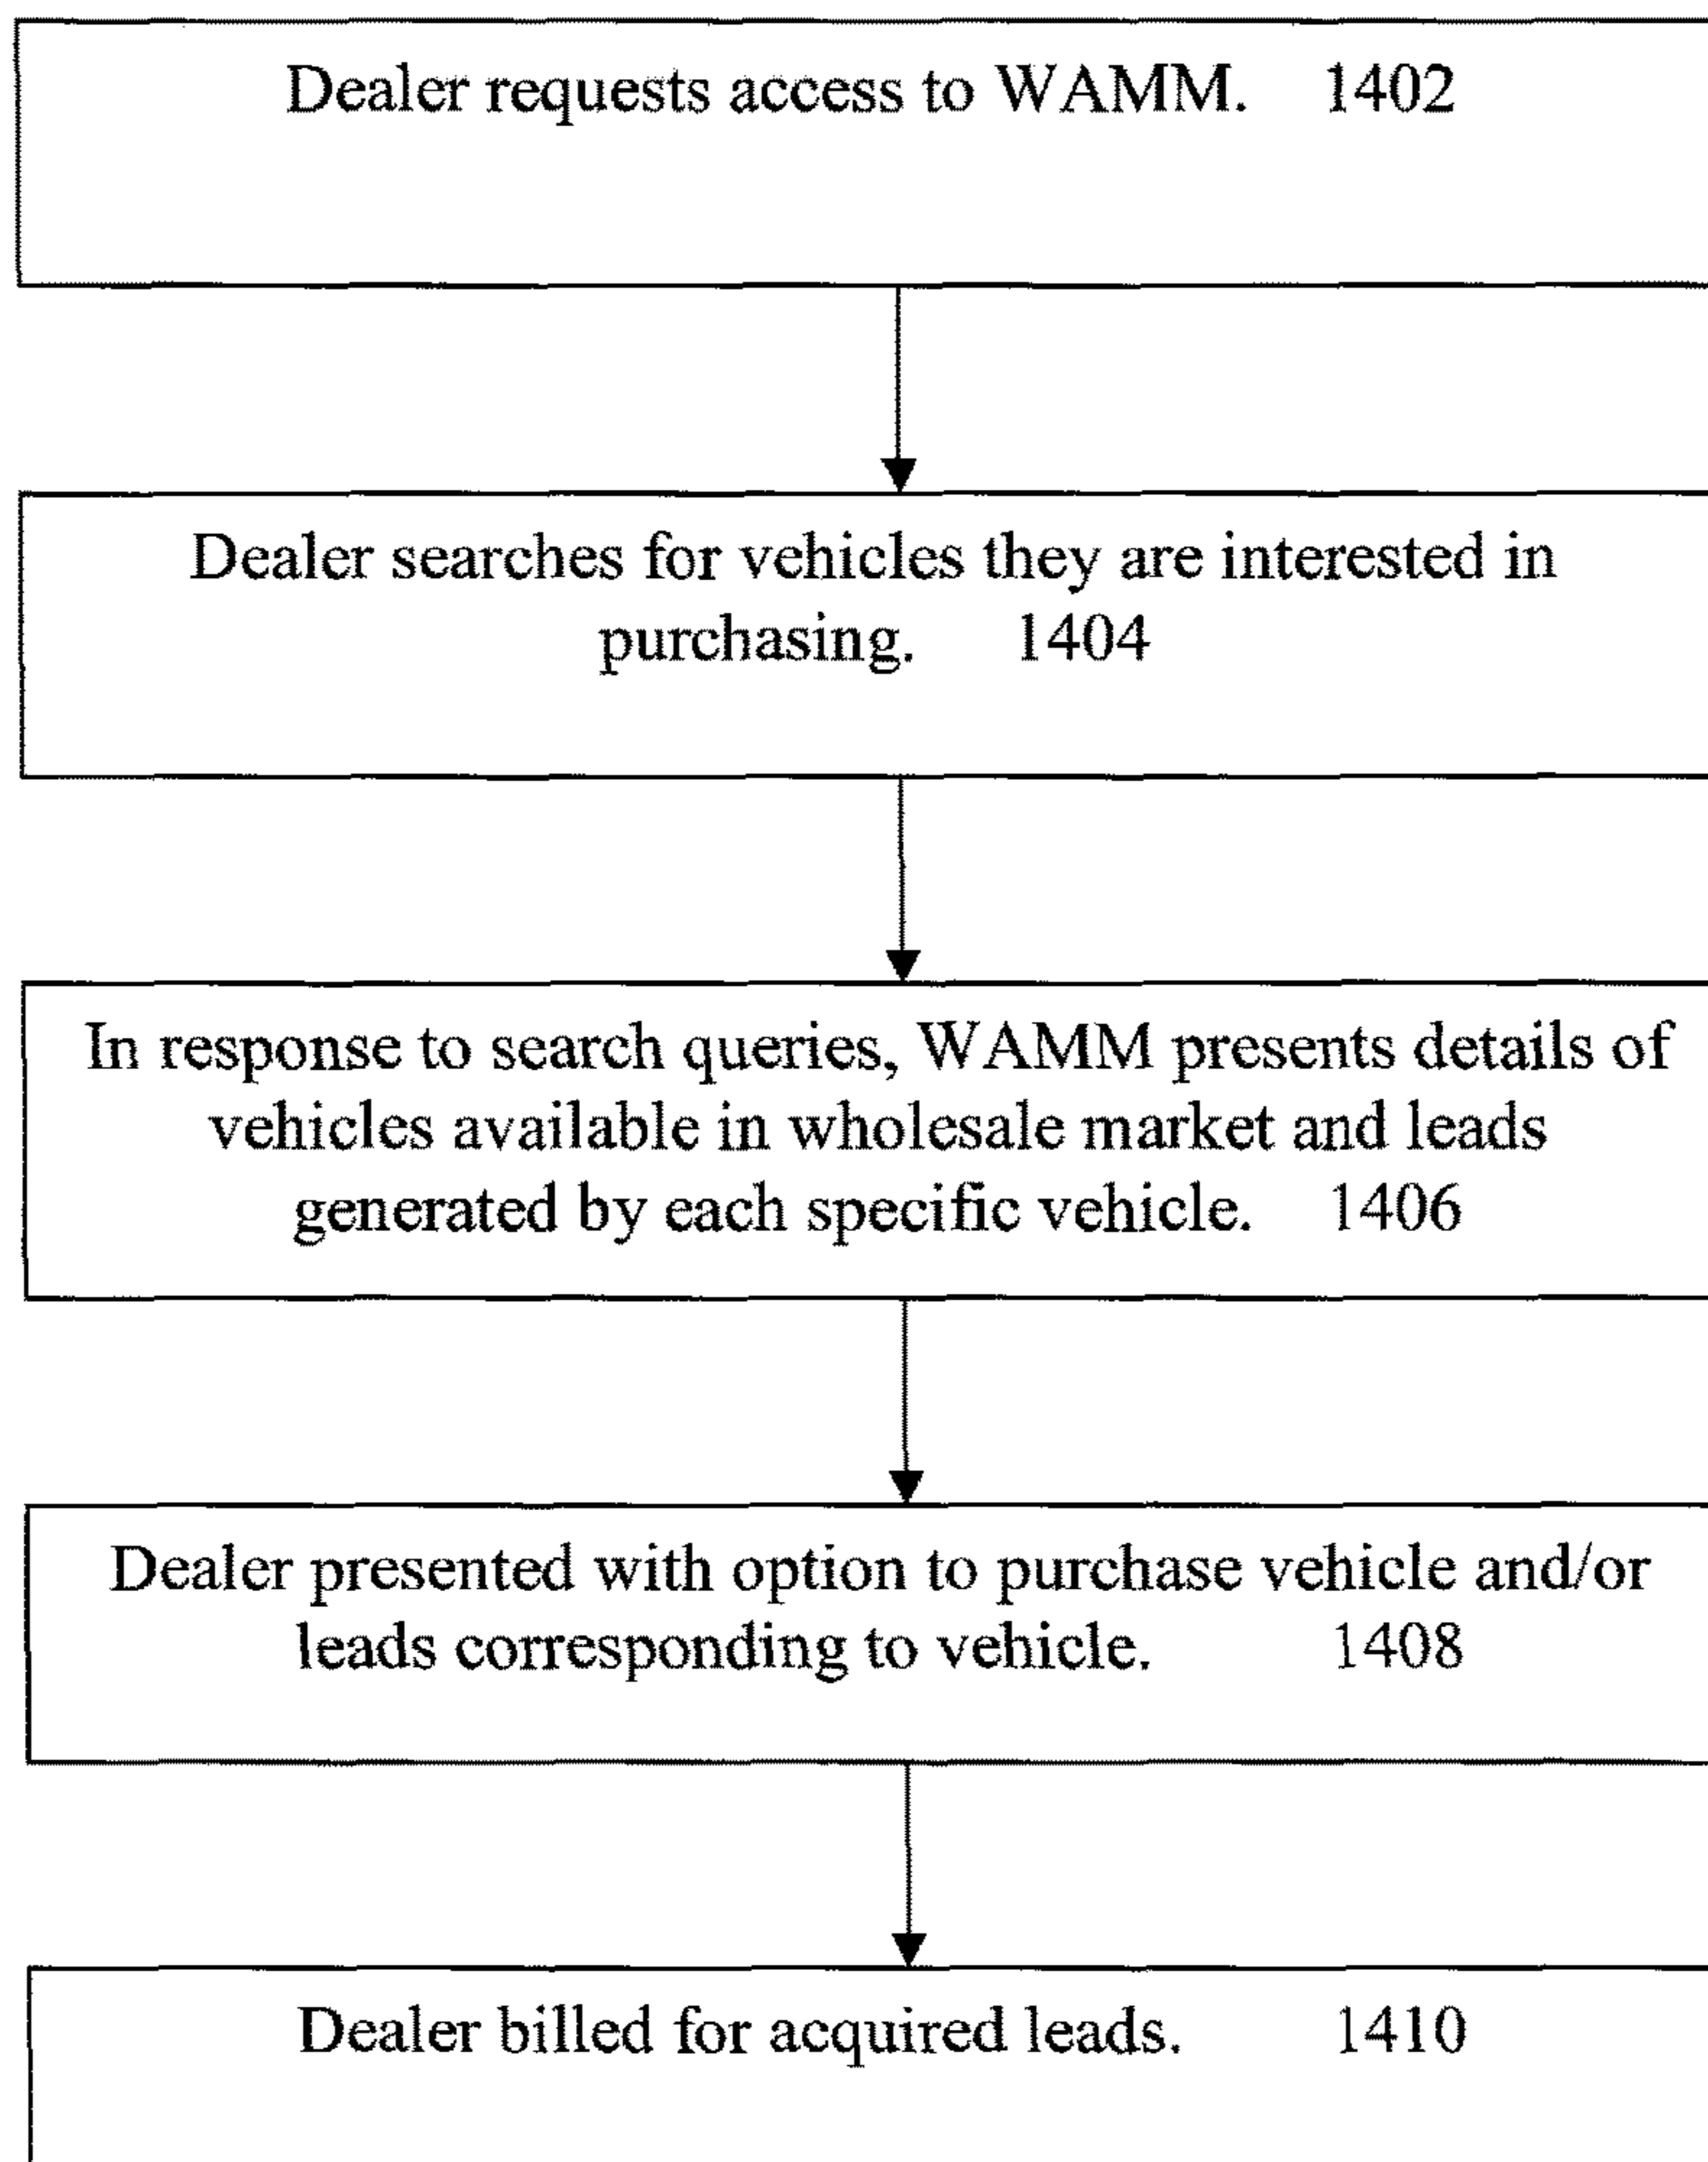 Dealer requests access to WAMM. 1402
Dealer searches for vehicles they are interested in
purchasing. 1404
In response to search queries, WAMM presents details of
vehicles available in wholesale market and leads
generated by each specific vehicle. 1406
Dealer presented with option to purchase vehicle and/or
leads corresponding to vehicle. 1408
Dealer billed for acquired leads. 1410